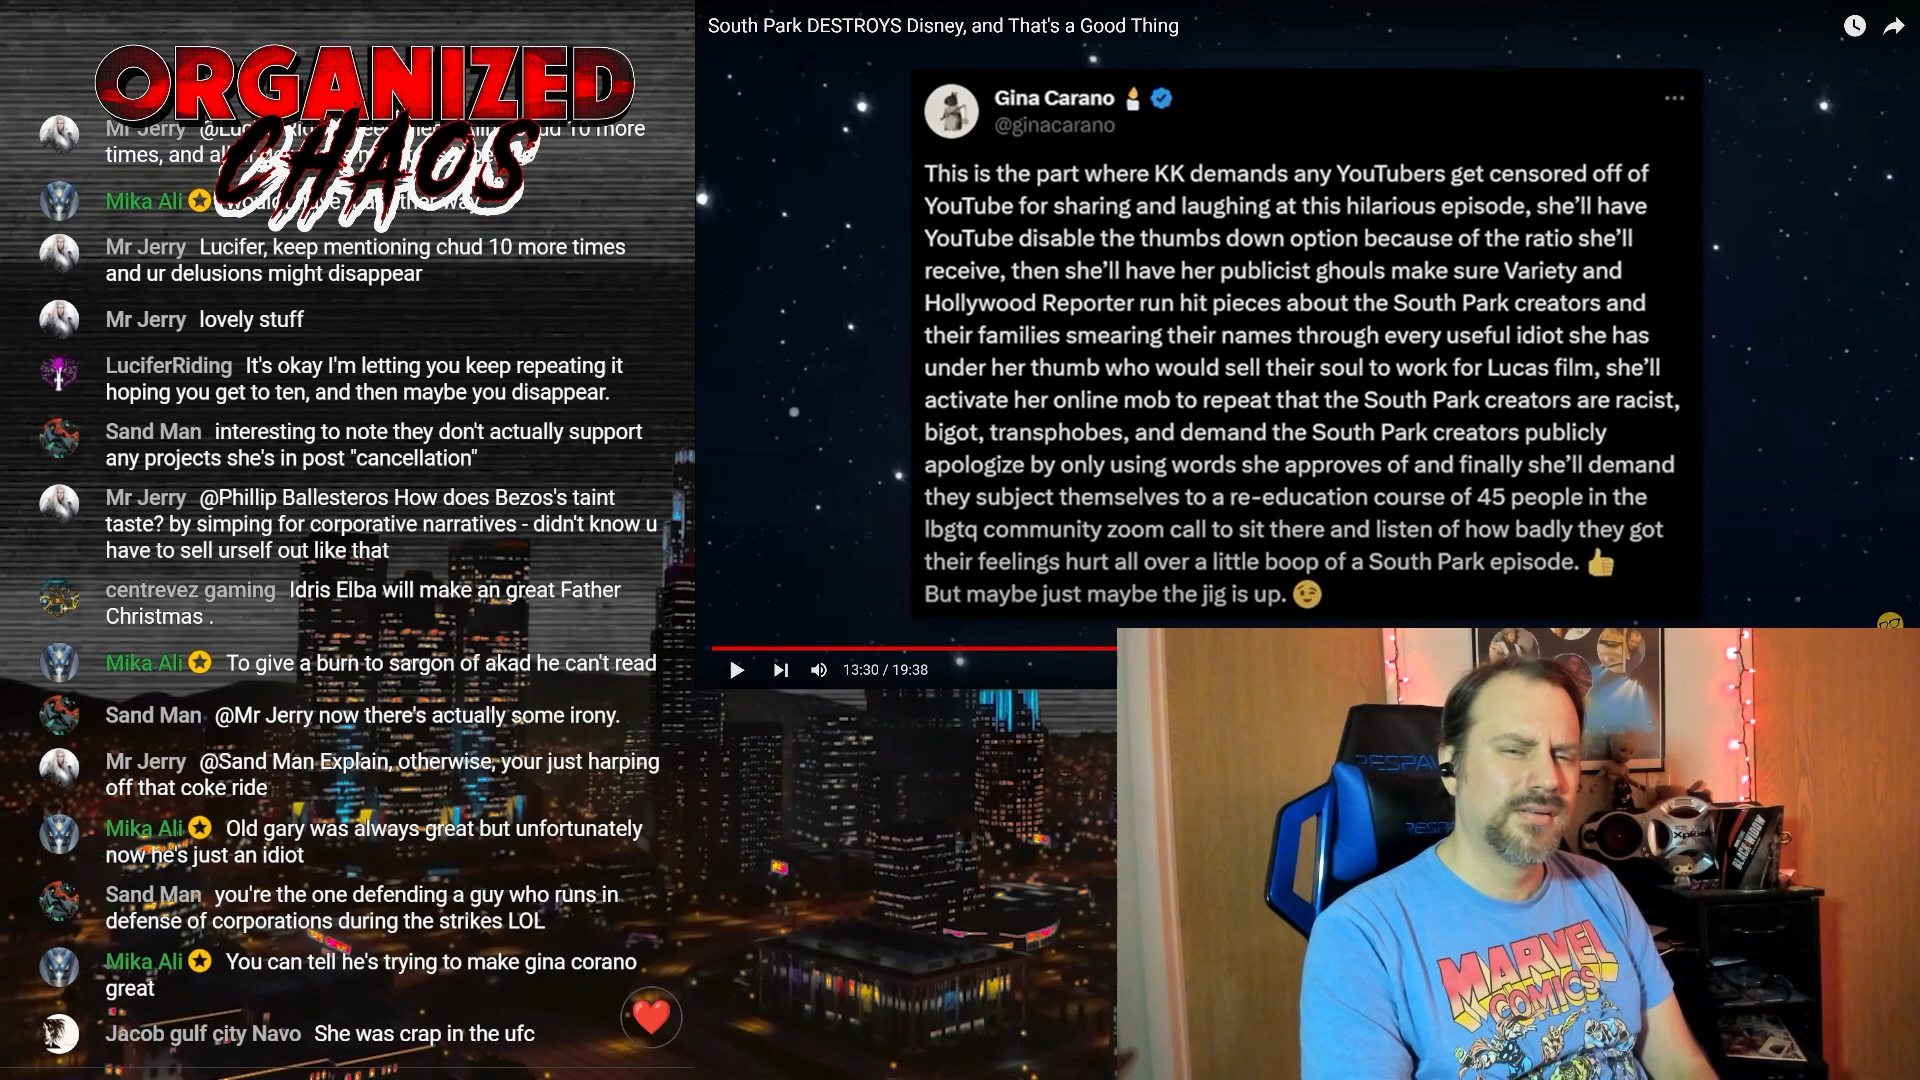 ORGANIZED
CHAOS
Mr Jerry
10 more
times, and
Mika Ali
Mr Jerry Lucifer, keep mentioning chud 10 more times
and ur delusions might disappear
Mr Jerry lovely stuff
LuciferRiding It's okay I'm letting you keep repeating it
hoping you get to ten, and then maybe you disappear.
Sand Man interesting to note they don't actually support
any projects she's in post "cancellation"
Mr Jerry @Phillip Ballesteros How does Bezos's taint
taste? by simping for corporative narratives - didn't know u
have to sell urself out like that
centrevez gaming Idris Elba will make an great Father
Christmas .
Mika Ali To give a burn to sargon of akad he can't read
Sand Man @Mr Jerry now there's actually some irony.
Mr Jerry @Sand Man Explain, otherwise, your just harping
off that coke ride
Mika Ali Old gary was always great but unfortunately
now he's just an idiot
Sand Man you're the one defending a guy who runs in
defense of corporations during the strikes LOL
Mika Ali You can tell he's trying to make gina corano
great
Jacob gulf city Navo She was crap in the ufc
South Park DESTROYS Disney, and That's a Good Thing
Gina Carano
@ginacarano
This is the part where KK demands any YouTubers get censored off of
YouTube for sharing and laughing at this hilarious episode, she’ll have
YouTube disable the thumbs down option because of the ratio she’ll
receive, then she’ll have her publicist ghouls make sure Variety and
Hollywood Reporter run hit pieces about the South Park creators and
their families smearing their names through every useful idiot she has
under her thumb who would sell their soul to work for Lucas film, she’ll
activate her online mob to repeat that the South Park creators are racist,
bigot, transphobes, and demand the South Park creators publicly
apologize by only using words she approves of and finally she’ll demand
they subject themselves to a re-education course of 45 people in the
lbgtq community zoom call to sit there and listen of how badly they got
their feelings hurt all over a little boop of a South Park episode. 👍
But maybe just maybe the jig is up. 😉
13:30 / 19:38
RESPAW
RESP
Xplod
BLACK WIDOW
MARVEL
COMICS